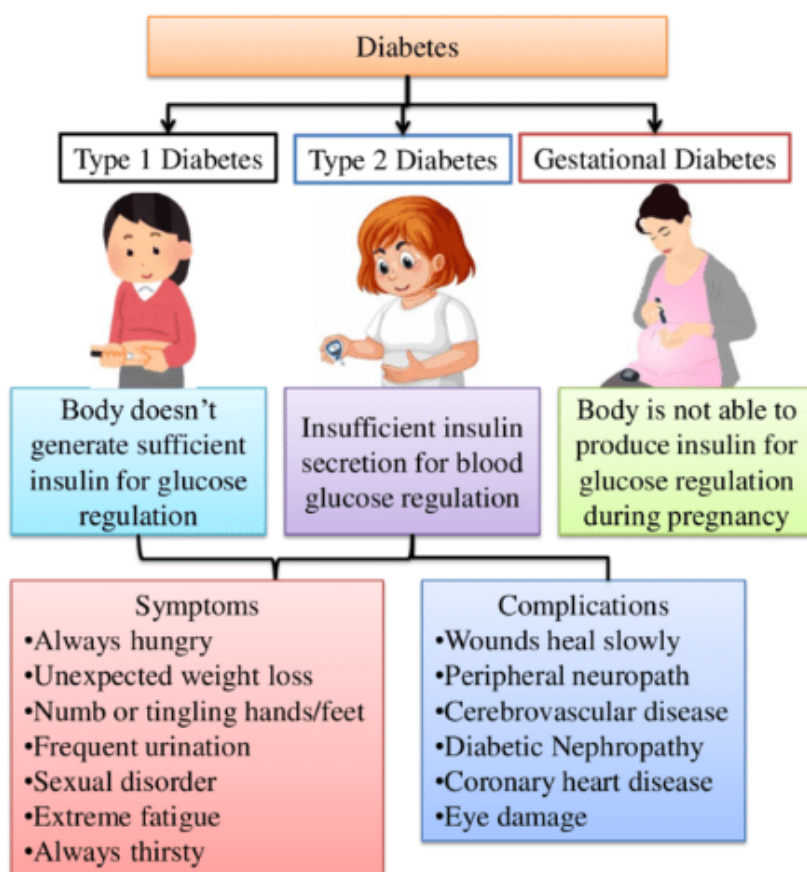 Diabetes
Type 1 Diabetes
Type 2 Diabetes
Gestational Diabetes
Body doesn't
generate sufficient
insulin for glucose
regulation
Insufficient insulin
secretion for blood
glucose regulation
Body is not able to
produce insulin for
glucose regulation
during pregnancy
Symptoms
•Always hungry
•Unexpected weight loss
•Numb or tingling hands/feet
•Frequent urination
•Sexual disorder
•Extreme fatigue
•Always thirsty
Complications
•Wounds heal slowly
•Peripheral neuropath
•Cerebrovascular disease
•Diabetic Nephropathy
•Coronary heart disease
•Eye damage